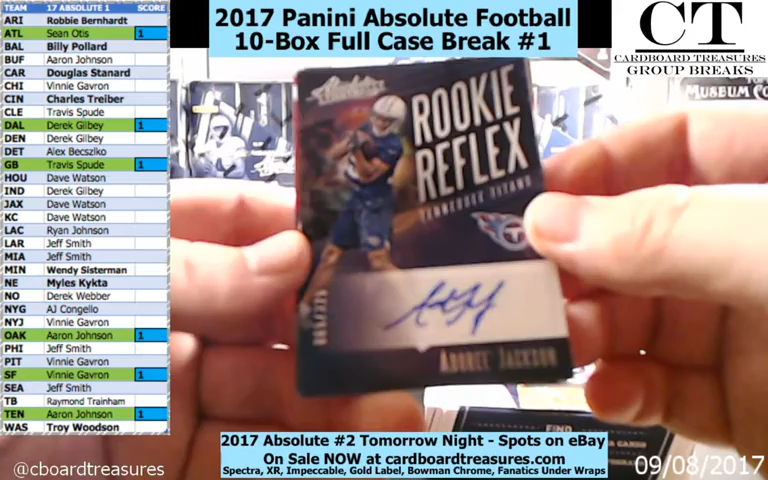 TEAM 17 ABSOLUTE 1 SCORE
ARI Robbie Bernhardt
ATL Sean Otis 1
BAL Billy Pollard
BUF Aaron Johnson
CAR Douglas Stanard
CHI Vinnie Gavron
CIN Charles Treiber
CLE Travis Spude
DAL Derek Gilbey 1
DEN Derek Gilbey
DET Alex Becszlko
GB Travis Spude 1
HOU Dave Watson
IND Derek Gilbey
JAX Dave Watson
KC Dave Watson
LAC Ryan Johnson
LAR Jeff Smith
MIA Jeff Smith
MIN Wendy Sisterman
NE Myles Kykta
NO Derek Webber
NYG AJ Congello
NYJ Vinnie Gavron
OAK Aaron Johnson 1
PHI Jeff Smith
PIT Vinnie Gavron
SF Vinnie Gavron 1
SEA Jeff Smith
TB Raymond Trainham
TEN Aaron Johnson 1
WAS Troy Woodson
2017 Panini Absolute Football
10-Box Full Case Break #1
CT
CARDBOARD TREASURES
GROUP BREAKS
Absolute
ROOKIE
REFLEX
TENNESSEE TITANS
ADOREE' JACKSON
FIND
2017 Absolute #2 Tomorrow Night - Spots on eBay
On Sale NOW at cardboardtreasures.com
Spectra, XR, Impeccable, Gold Label, Bowman Chrome, Fanatics Under Wraps
@cboardtreasures
09/08/2017